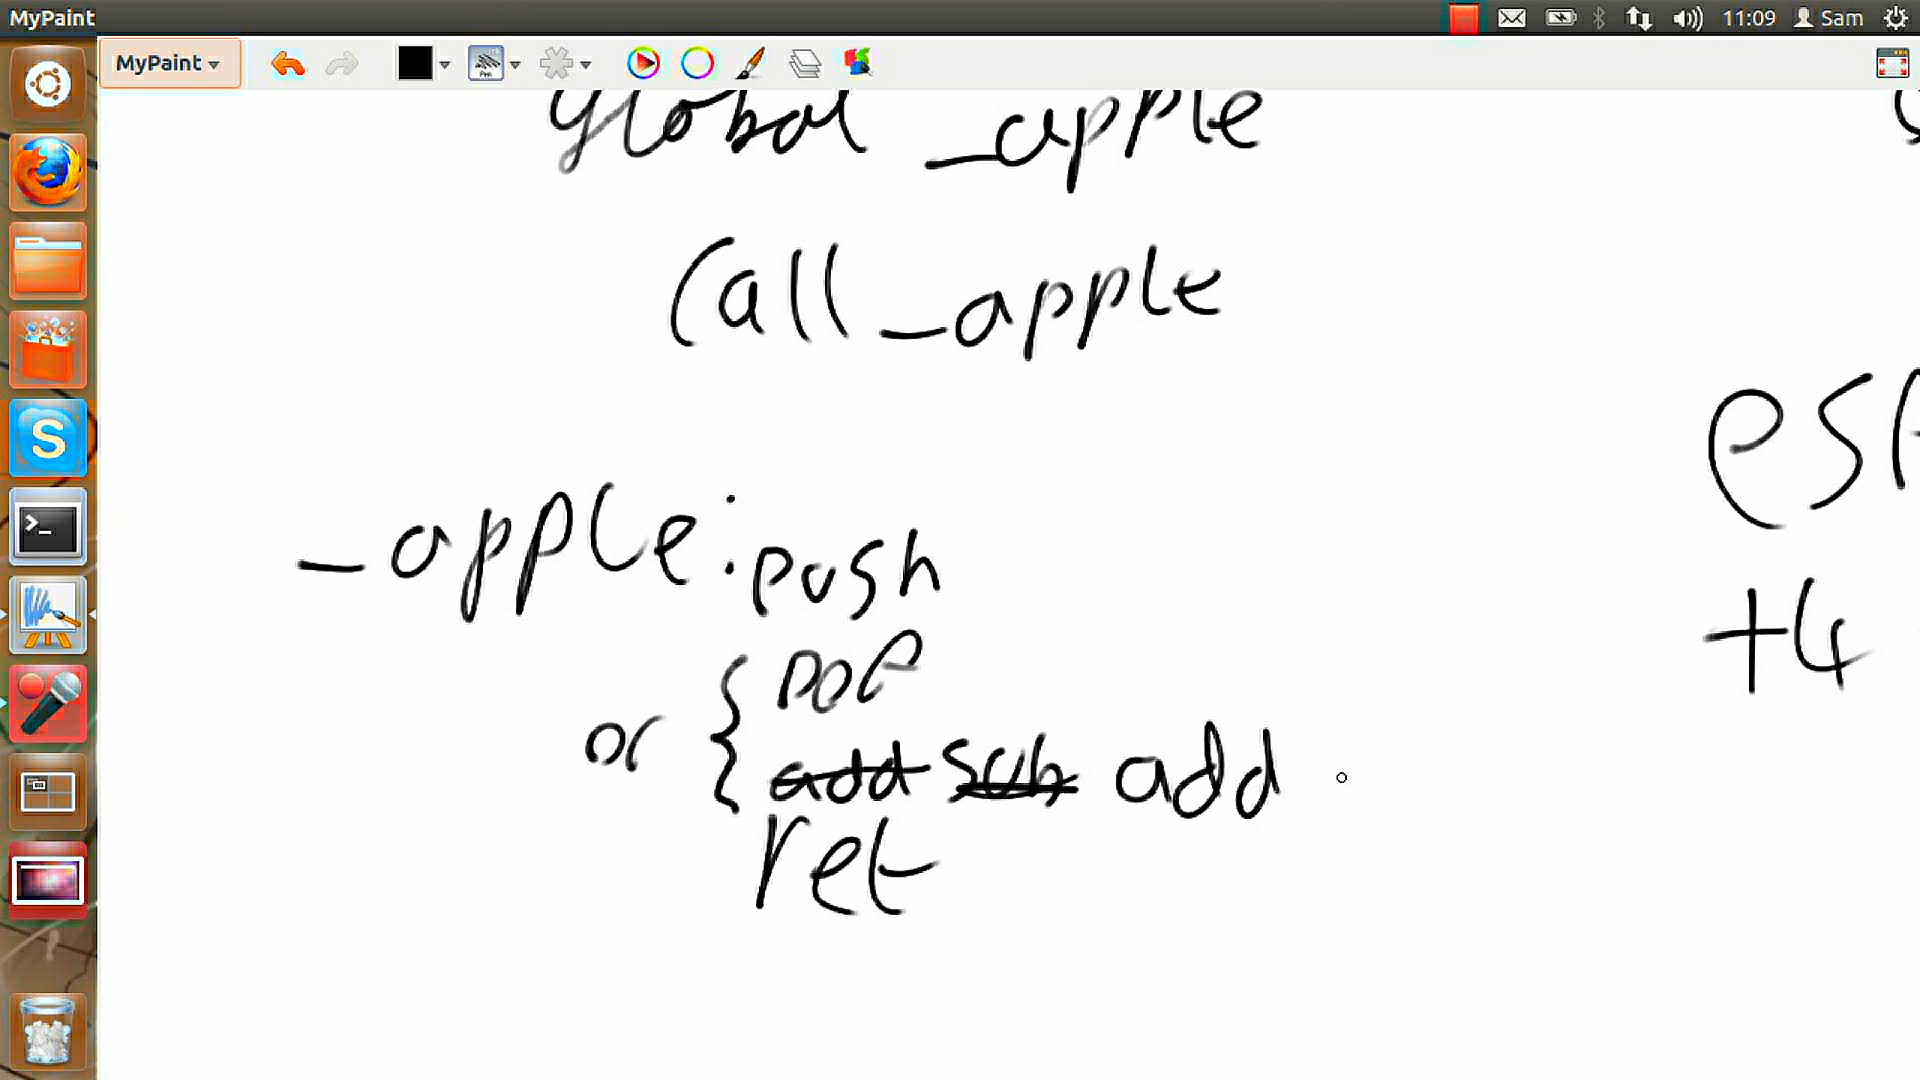 MyPaint 11:09 Sam
MyPaint
global _apple
Call _apple
esp
+4
_apple: push
pop
or { add sub add
ret